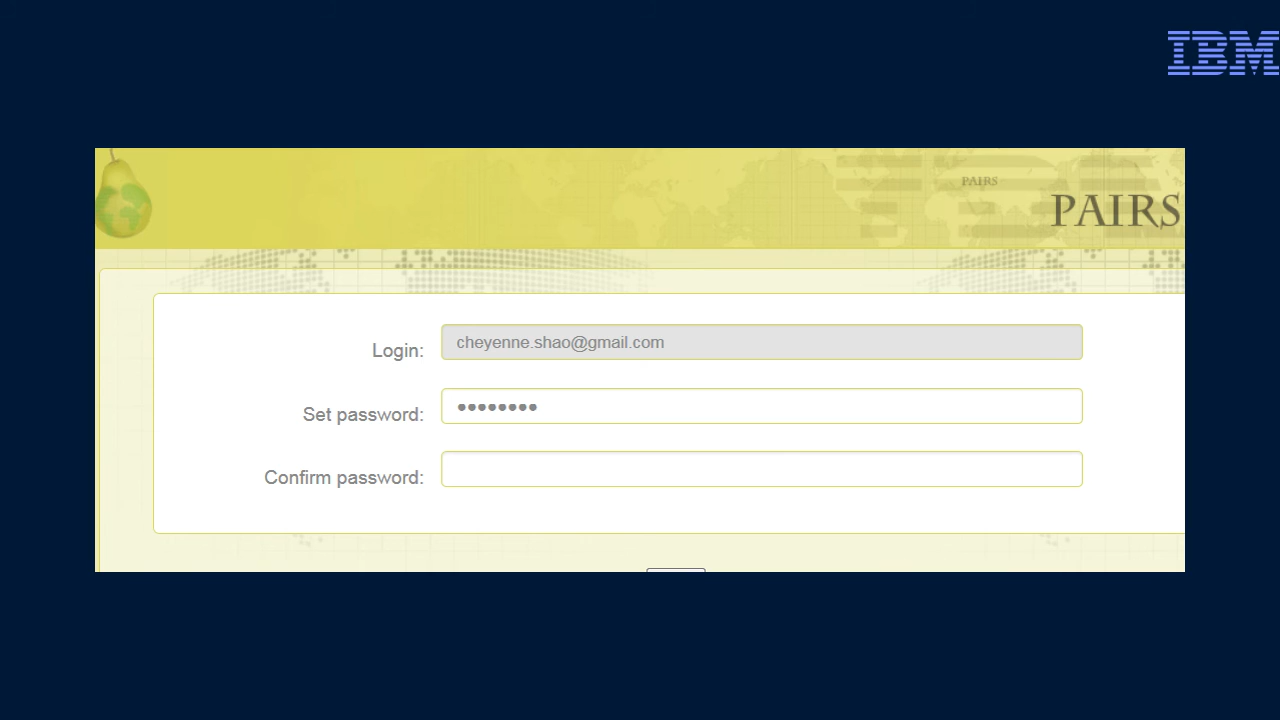 IBM
PAIRS
PAIRS
Login: cheyenne.shao@gmail.com
Set password: ●●●●●●●●
Confirm password: